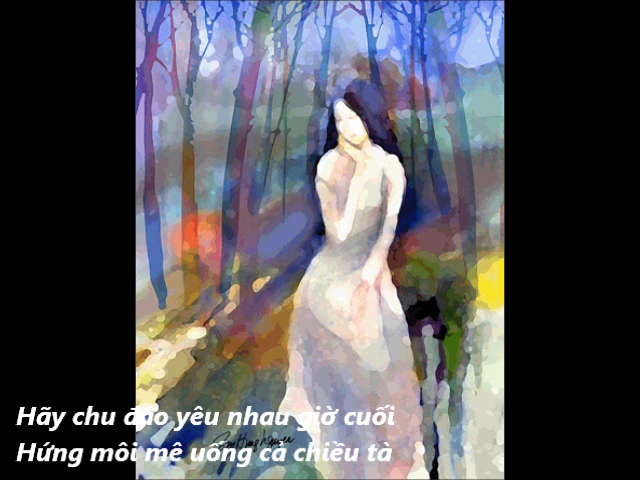 Hãy chu đáo yêu nhau giờ cuối
Hứng môi mê uống cả chiều tà